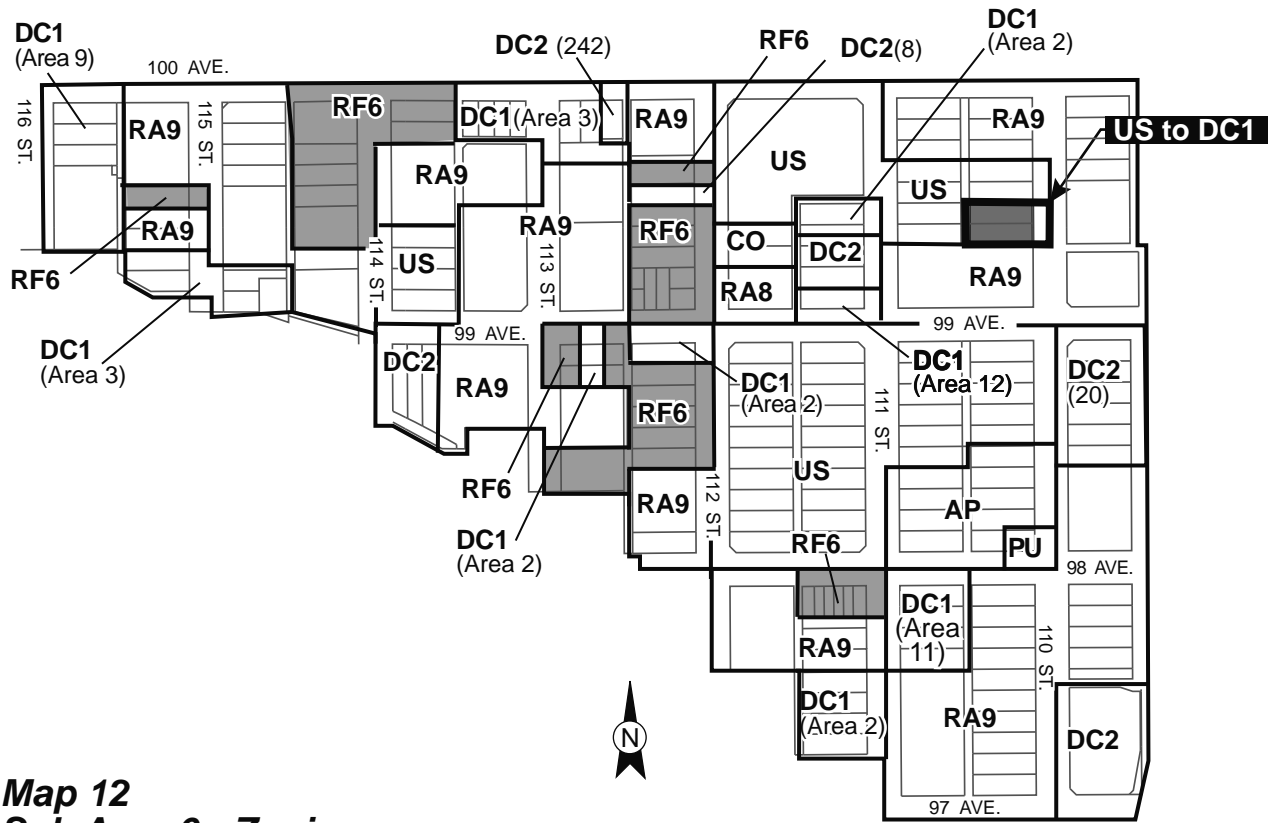 DC1
(Area 9)
100 AVE.
DC2 (242)
RF6
DC2(8)
DC1
(Area 2)
116 ST.
RA9
115 ST.
RF6
DC1(Area 3)
RA9
US
RA9
US to DC1
RA9
US
RA9
RF6
RA9
114 ST.
US
RA9
113 ST.
RF6
CO
DC2
RA8
RA9
DC1
(Area 3)
99 AVE.
99 AVE.
DC2
RA9
DC1
(Area 2)
DC1
(Area 12)
DC2
(20)
RF6
111 ST.
RF6
DC1
(Area 2)
RA9
112 ST.
US
AP
RF6
PU
98 AVE.
DC1
(Area
11)
110 ST.
RA9
DC1
(Area 2)
RA9
DC2
N
97 AVE.
Map 12